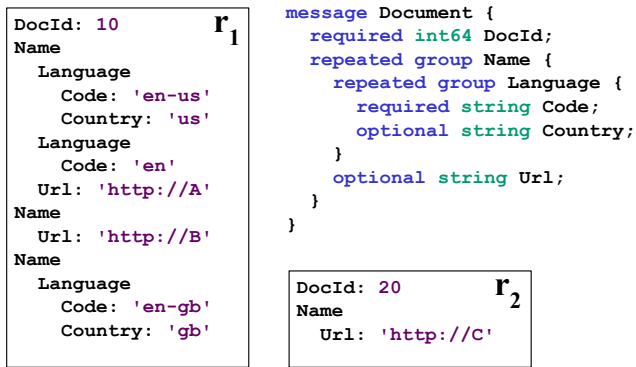 DocId: 10
r1
Name
Language
Code: 'en-us'
Country: 'us'
Language
Code: 'en'
Url: 'http://A'
Name
Url: 'http://B'
Name
Language
Code: 'en-gb'
Country: 'gb'
message Document {
required int64 DocId;
repeated group Name {
repeated group Language {
required string Code;
optional string Country;
}
optional string Url;
}
}
DocId: 20
r2
Name
Url: 'http://C'